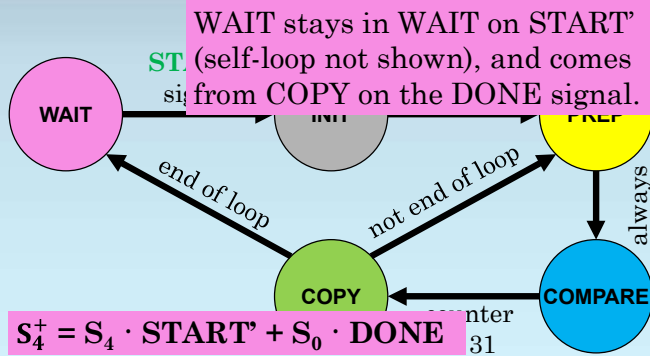 WAIT stays in WAIT on START’
(self-loop not shown), and comes
from COPY on the DONE signal.
WAIT
INIT
PREP
end of loop
not end of loop
always
COPY
COMPARE
counter
31
S₄⁺ = S₄ · START’ + S₀ · DONE